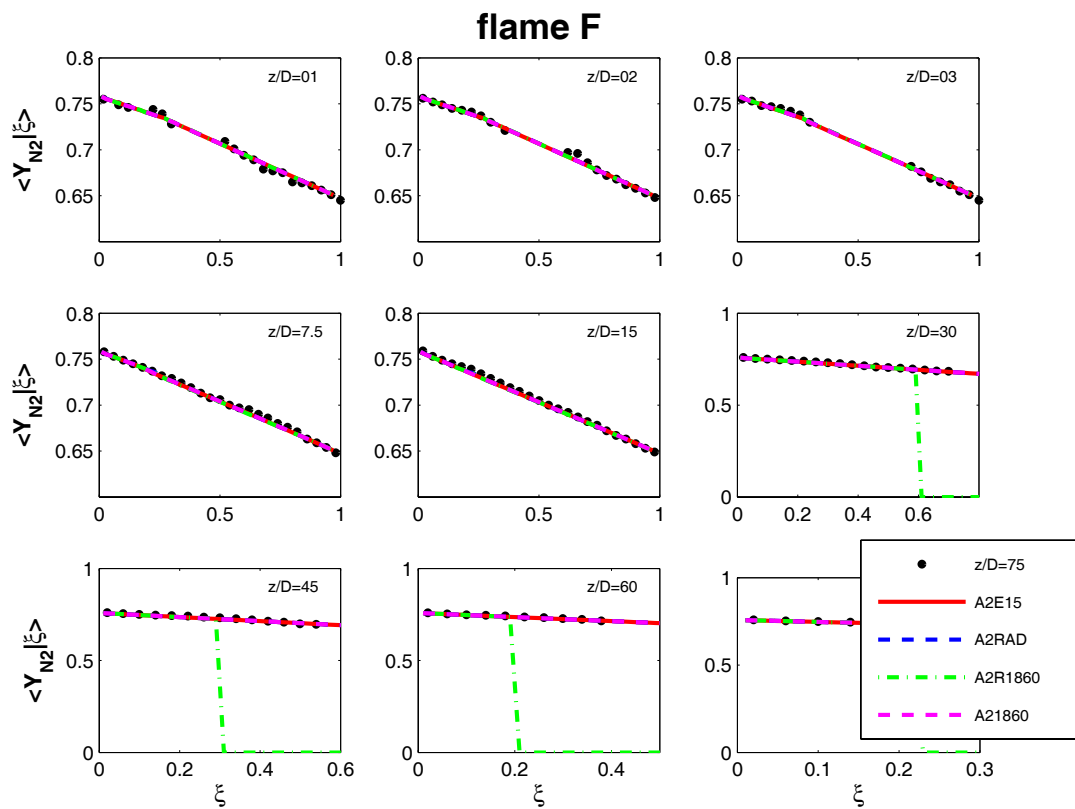 flame F
0.8
0.75
0.7
0.65
<Y_N2|ξ>
z/D=01
0 0.5 1
0.8
0.75
0.7
0.65
z/D=02
0 0.5 1
0.8
0.75
0.7
0.65
z/D=03
0 0.5 1
0.8
0.75
0.7
0.65
<Y_N2|ξ>
z/D=7.5
0 0.5 1
0.8
0.75
0.7
0.65
z/D=15
0 0.5 1
1
0.5
0
z/D=30
0 0.2 0.4 0.6
1
0.5
0
<Y_N2|ξ>
z/D=45
0 0.2 0.4 0.6
ξ
1
0.5
0
z/D=60
0 0.2 0.4
ξ
1
0.5
0
0 0.1 0.2 0.3
ξ
z/D=75
A2E15
A2RAD
A2R1860
A21860